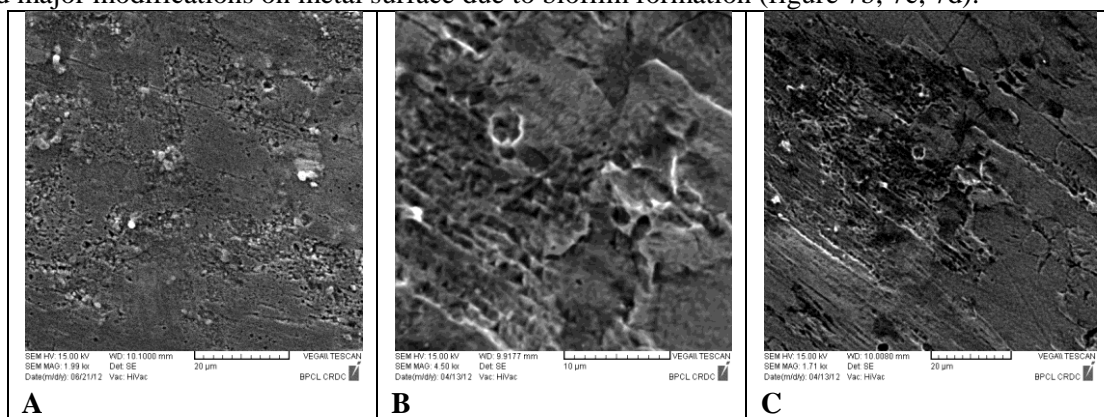 major modifications on metal surface due to biofilm formation (figure 7b, 7c, 7d).
SEM HV: 15.00 kV WD: 10.1000 mm VEGA\\ TESCAN
SEM MAG: 1.99 kx Det: SE 20 µm
Date(m/d/y): 06/21/12 Vac: HiVac BPCL CRDC
A
SEM HV: 15.00 kV WD: 9.9177 mm VEGA\\ TESCAN
SEM MAG: 4.50 kx Det: SE 10 µm
Date(m/d/y): 04/13/12 Vac: HiVac BPCL CRDC
B
SEM HV: 15.00 kV WD: 10.0080 mm VEGA\\ TESCAN
SEM MAG: 1.71 kx Det: SE 20 µm
Date(m/d/y): 04/13/12 Vac: HiVac BPCL CRDC
C